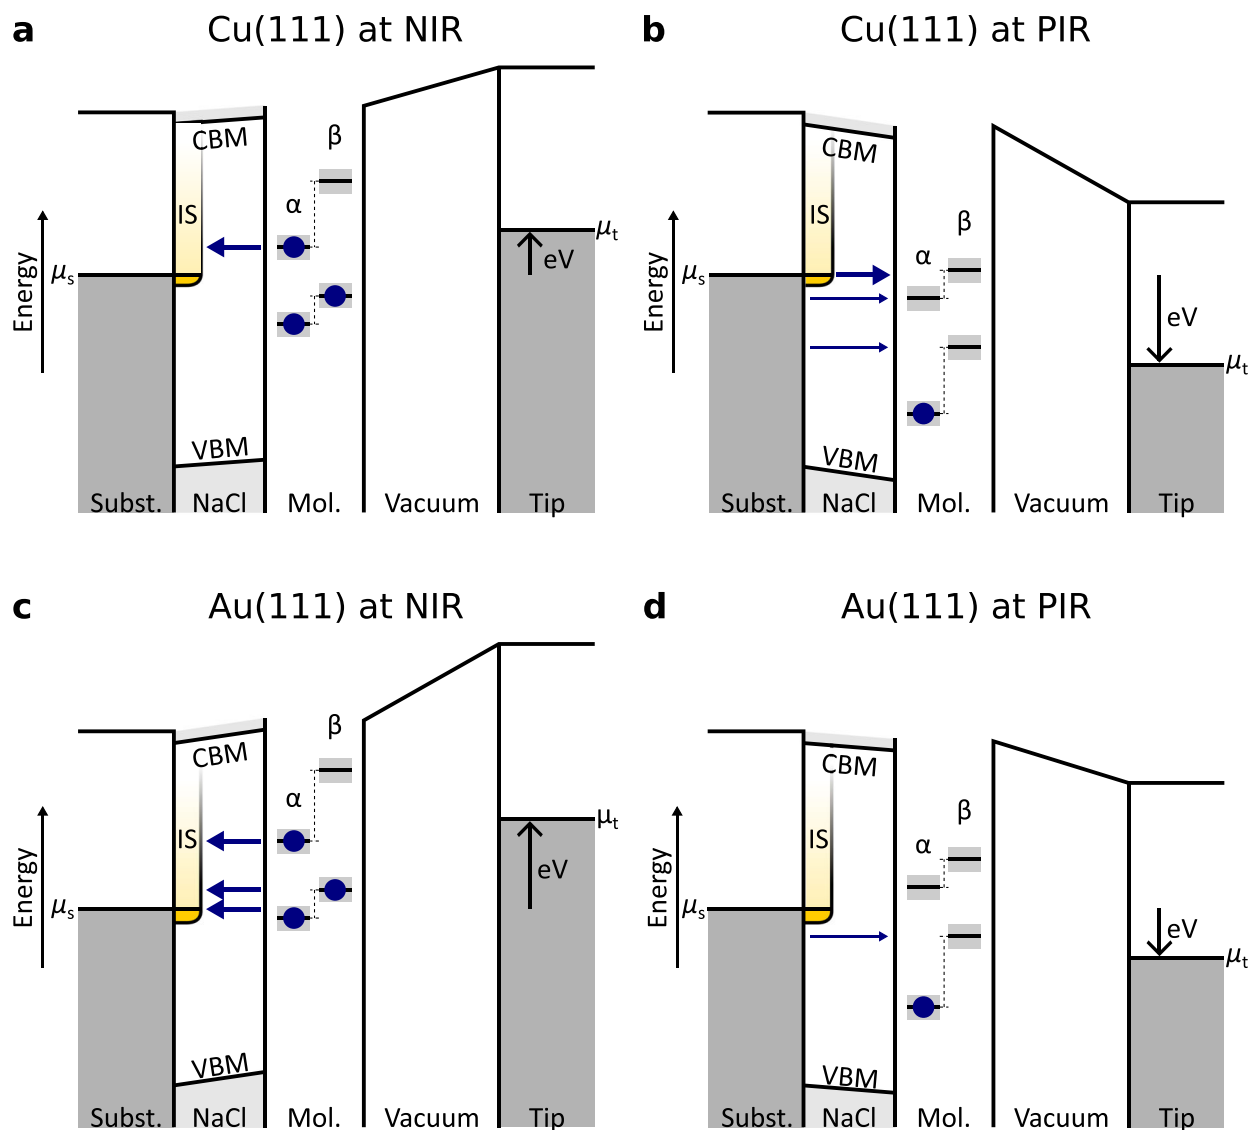 a
Cu(111) at NIR
CBM
β
IS
α
μt
eV
μs
Energy
VBM
Subst.
NaCl
Mol.
Vacuum
Tip
b
Cu(111) at PIR
CBM
IS
β
α
μs
eV
μt
Energy
VBM
Subst.
NaCl
Mol.
Vacuum
Tip
c
Au(111) at NIR
β
CBM
α
μt
IS
eV
μs
Energy
VBM
Subst.
NaCl
Mol.
Vacuum
Tip
d
Au(111) at PIR
CBM
β
IS
α
μs
eV
μt
Energy
VBM
Subst.
NaCl
Mol.
Vacuum
Tip